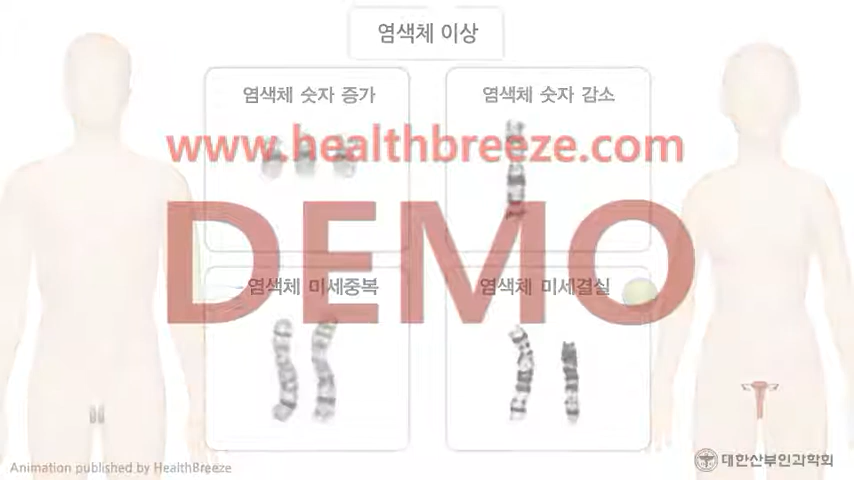 염색체 이상
염색체 숫자 증가
염색체 숫자 감소
www.healthbreeze.com
DEMO
염색체 미세중복
염색체 미세결실
Animation published by HealthBreeze
대한산부인과학회